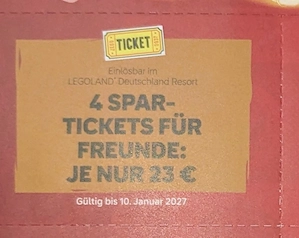 TICKET
Einlösbar im
LEGOLAND® Deutschland Resort
4 SPAR-
TICKETS FÜR
FREUNDE:
JE NUR 23 €
Gültig bis 10. Januar 2027